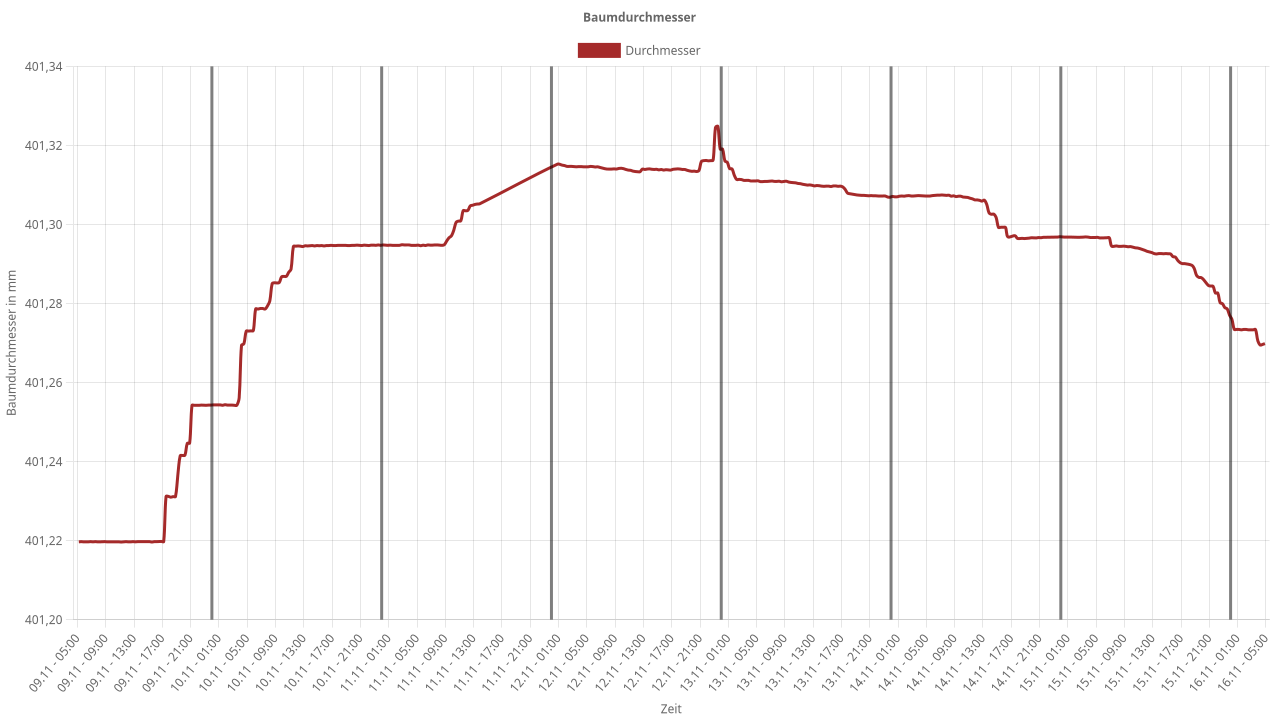 Baumdurchmesser
Durchmesser
Baumdurchmesser in mm
401,34
401,32
401,30
401,28
401,26
401,24
401,22
401,20
09.11 - 05:00
09.11 - 09:00
09.11 - 13:00
09.11 - 17:00
09.11 - 21:00
10.11 - 01:00
10.11 - 05:00
10.11 - 09:00
10.11 - 13:00
10.11 - 17:00
10.11 - 21:00
11.11 - 01:00
11.11 - 05:00
11.11 - 09:00
11.11 - 13:00
11.11 - 17:00
11.11 - 21:00
12.11 - 01:00
12.11 - 05:00
12.11 - 09:00
12.11 - 13:00
12.11 - 17:00
12.11 - 21:00
13.11 - 01:00
13.11 - 05:00
13.11 - 09:00
13.11 - 13:00
13.11 - 17:00
13.11 - 21:00
14.11 - 01:00
14.11 - 05:00
14.11 - 09:00
14.11 - 13:00
14.11 - 17:00
14.11 - 21:00
15.11 - 01:00
15.11 - 05:00
15.11 - 09:00
15.11 - 13:00
15.11 - 17:00
15.11 - 21:00
16.11 - 01:00
16.11 - 05:00
Zeit